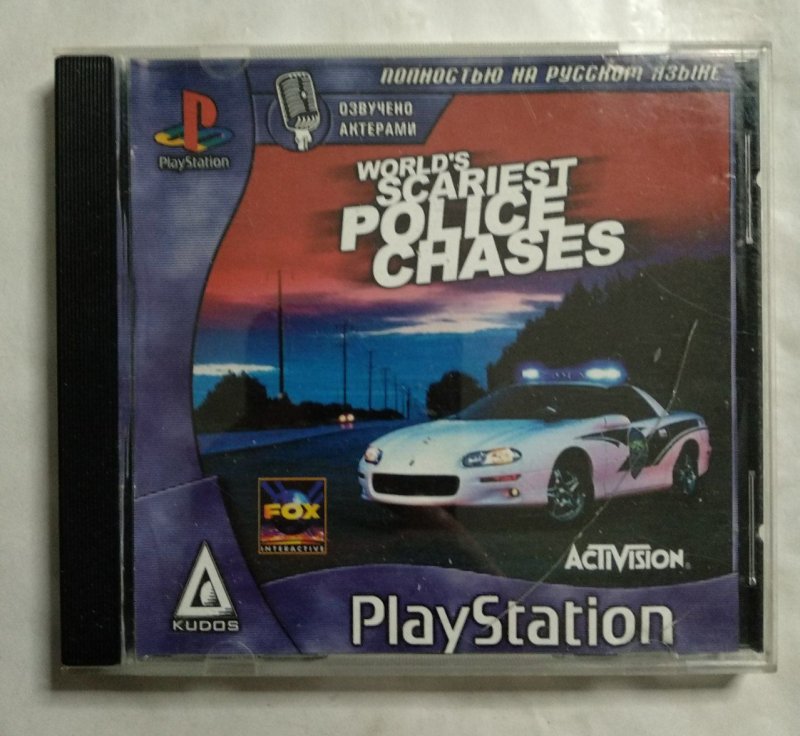 ПОЛНОСТЬЮ НА РУССКОМ ЯЗЫКЕ
ОЗВУЧЕНО
АКТЕРАМИ
PlayStation
WORLD'S
SCARIEST
POLICE
CHASES
FOX
INTERACTIVE
ACTIVISION
KUDOS
PlayStation